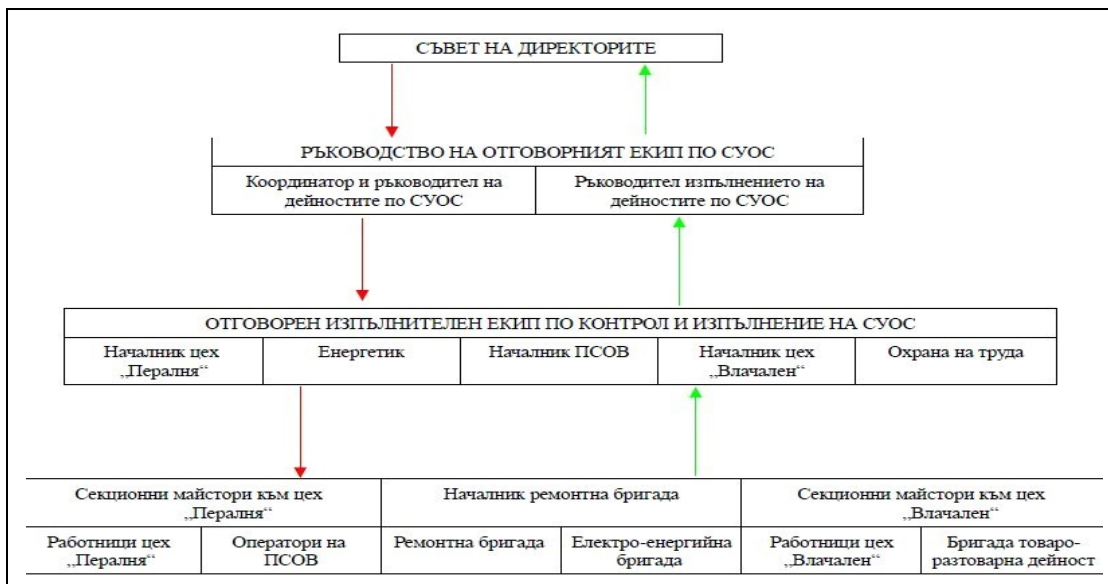 СЪВЕТ НА ДИРЕКТОРИТЕ
РЪКОВОДСТВО НА ОТГОВОРНИЯТ ЕКИП ПО СУОС
Координатор и ръководител на
дейностите по СУОС
Ръководител изпълнението на
дейностите по СУОС
ОТГОВОРЕН ИЗПЪЛНИТЕЛЕН ЕКИП ПО КОНТРОЛ И ИЗПЪЛНЕНИЕ НА СУОС
Началник цех
„Пералня“
Енергетик
Началник ПСОВ
Началник цех
„Влачален“
Охрана на труда
Секционни майстори към цех
„Пералня“
Началник ремонтна бригада
Секционни майстори към цех
„Влачален“
Работници цех
„Пералня“
Оператори на
ПСОВ
Ремонтна бригада
Електро-енергийна
бригада
Работници цех
„Влачален“
Бригада товаро-
разтоварна дейност